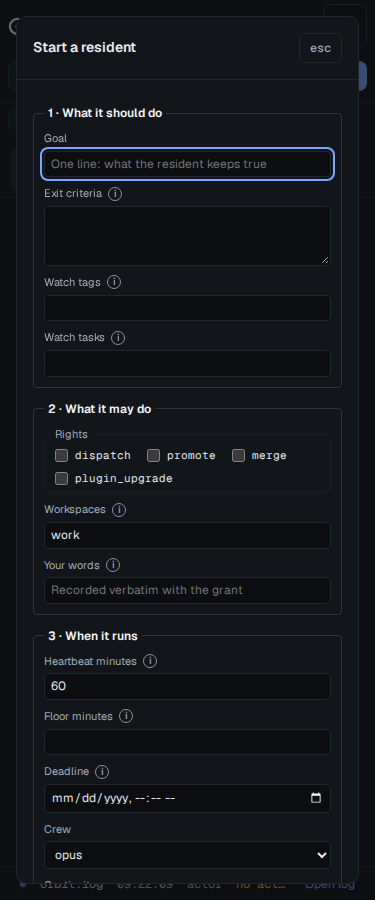 Start a resident
esc
1 · What it should do
Goal
One line: what the resident keeps true
Exit criteria
Watch tags
Watch tasks
2 · What it may do
Rights
dispatch promote merge
plugin_upgrade
Workspaces
work
Your words
Recorded verbatim with the grant
3 · When it runs
Heartbeat minutes
60
Floor minutes
Deadline
mm/dd/yyyy, --:-- --
Crew
opus
Open log